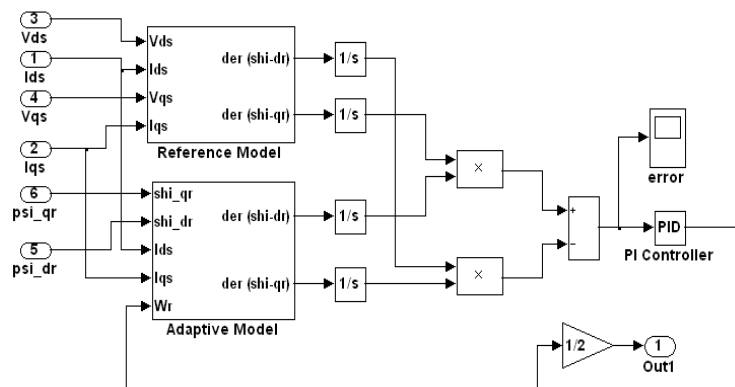 3
Vds
1
Ids
4
Vqs
2
Iqs
6
psi_qr
5
psi_dr
Vds
Ids
Vqs
Iqs
der (shi-dr)
der (shi-qr)
Reference Model
1/s
1/s
shi_qr
shi_dr
Ids
Iqs
Wr
der (shi-dr)
der (shi-qr)
Adaptive Model
1/s
1/s
×
×
+
−
error
PID
PI Controller
1/2
1
Out1